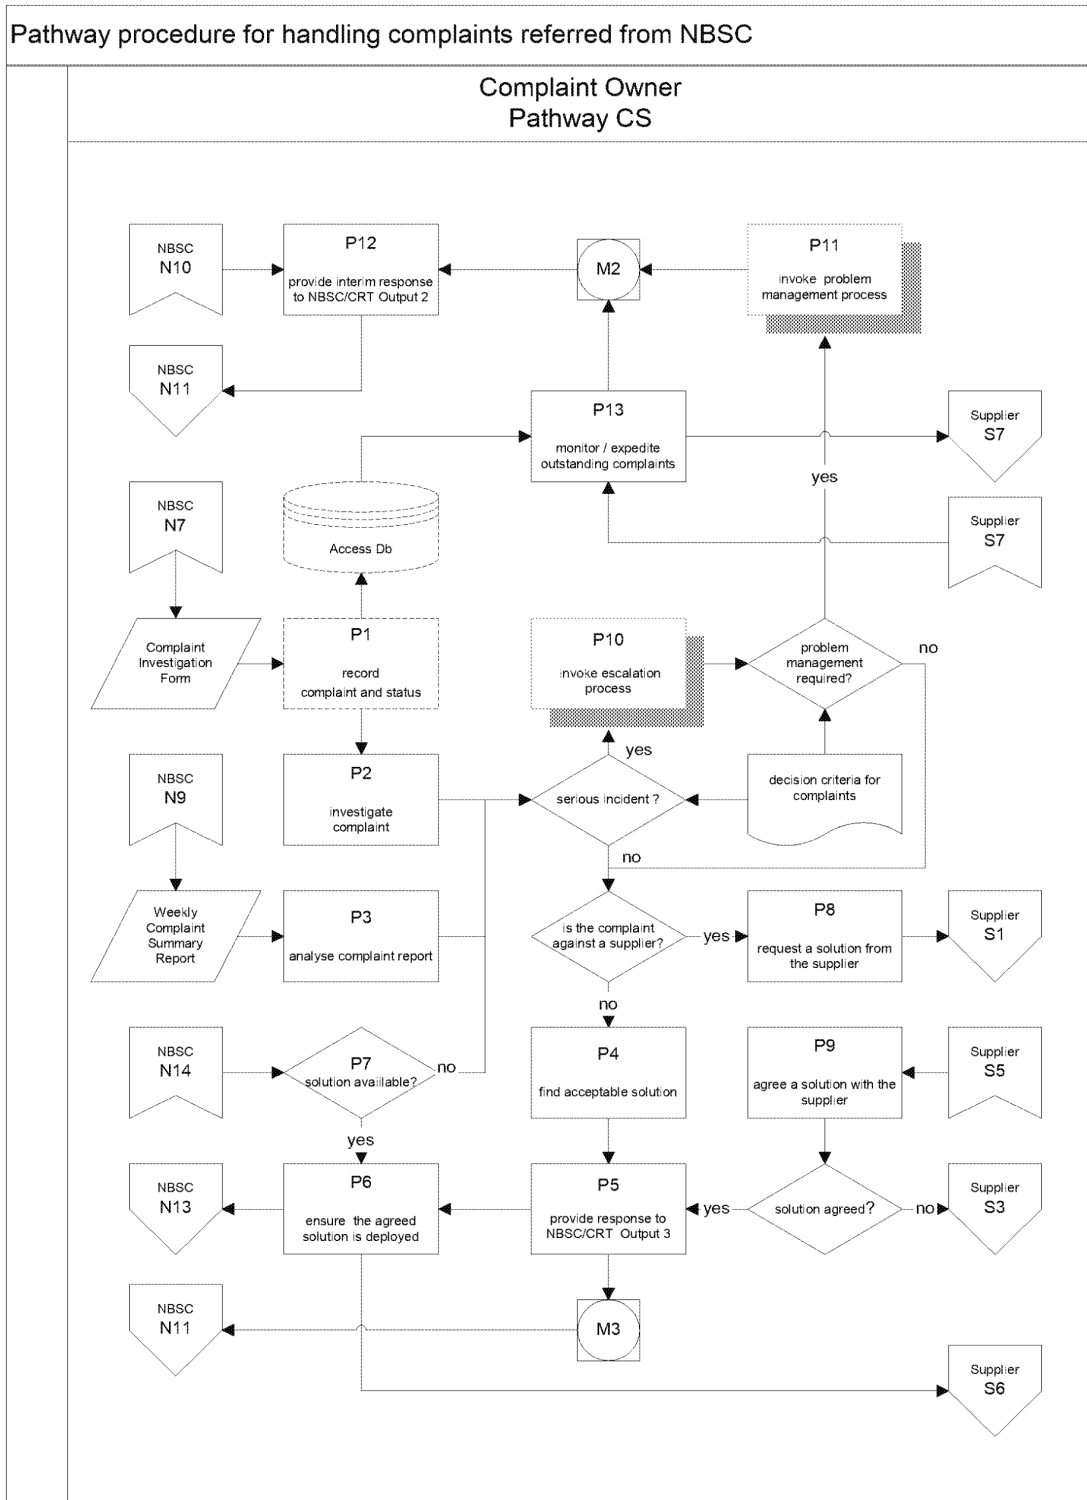 Pathway procedure for handling complaints referred from NBSC
Complaint Owner
Pathway CS
NBSC
N10
P12
provide interim response
to NBSC/CRT Output 2
M2
P11
invoke problem
management process
NBSC
N11
P13
monitor / expedite
outstanding complaints
Supplier
S7
yes
NBSC
N7
Access Db
Supplier
S7
Complaint
Investigation
Form
P1
record
complaint and status
P10
invoke escalation
process
problem
management
required?
no
yes
NBSC
N9
P2
investigate
complaint
serious incident ?
decision criteria for
complaints
no
Weekly
Complaint
Summary
Report
P3
analyse complaint report
is the complaint
against a supplier?
yes
P8
request a solution from
the supplier
Supplier
S1
no
NBSC
N14
P7
solution available?
no
P4
find acceptable solution
P9
agree a solution with the
supplier
Supplier
S5
yes
NBSC
N13
P6
ensure the agreed
solution is deployed
P5
provide response to
NBSC/CRT Output 3
yes
solution agreed?
no
Supplier
S3
NBSC
N11
M3
Supplier
S6